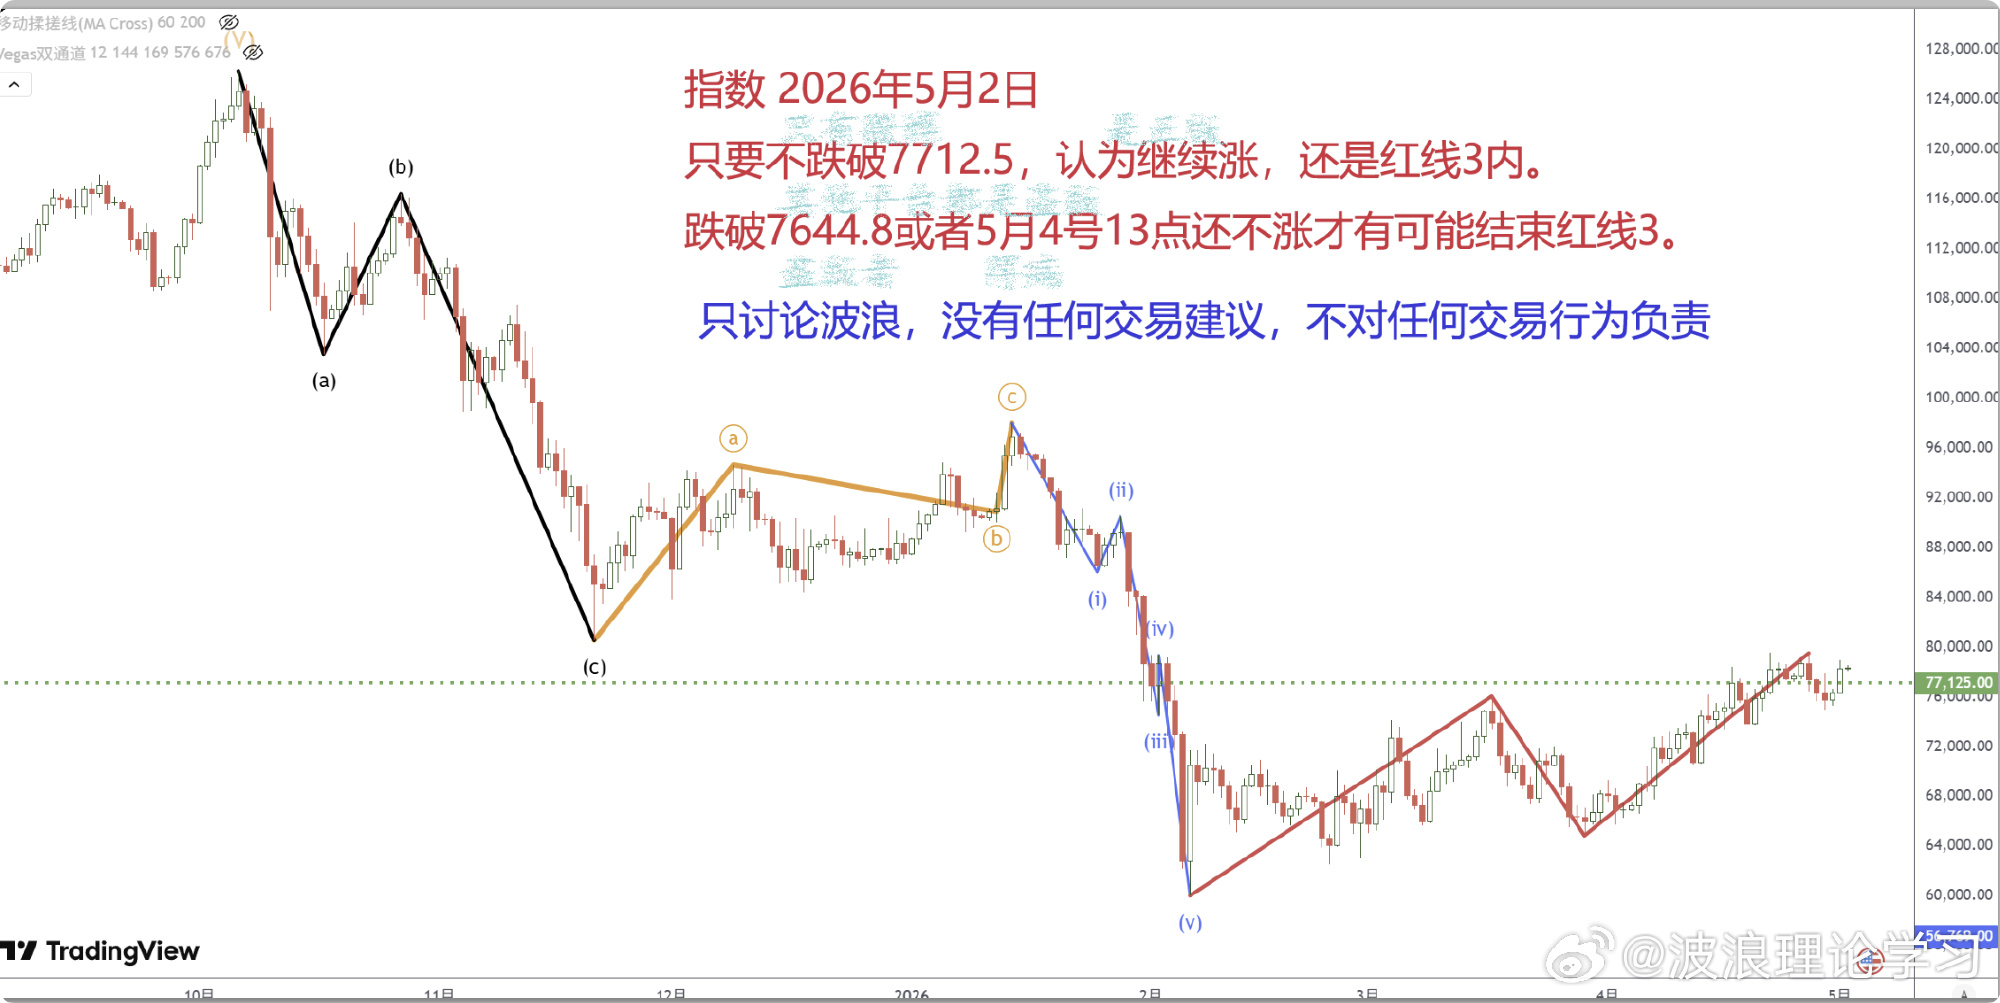 移动揉搓线(MA Cross) 60 200
(V)
Vegas双通道 12 144 169 576 676
指数 2026年5月2日
只要不跌破7712.5，认为继续涨，还是红线3内。
跌破7644.8或者5月4号13点还不涨才有可能结束红线3。
只讨论波浪，没有任何交易建议，不对任何交易行为负责
(b)
(a)
c
a
(ii)
b
(i)
(iv)
(c)
(iii)
(v)
128,000.00
124,000.00
120,000.00
116,000.00
112,000.00
108,000.00
104,000.00
100,000.00
96,000.00
92,000.00
88,000.00
84,000.00
80,000.00
77,125.00
76,000.00
72,000.00
68,000.00
64,000.00
60,000.00
TradingView
@波浪理论学习
10月 11月 12月 2026 2月 3月 4月 5月
A